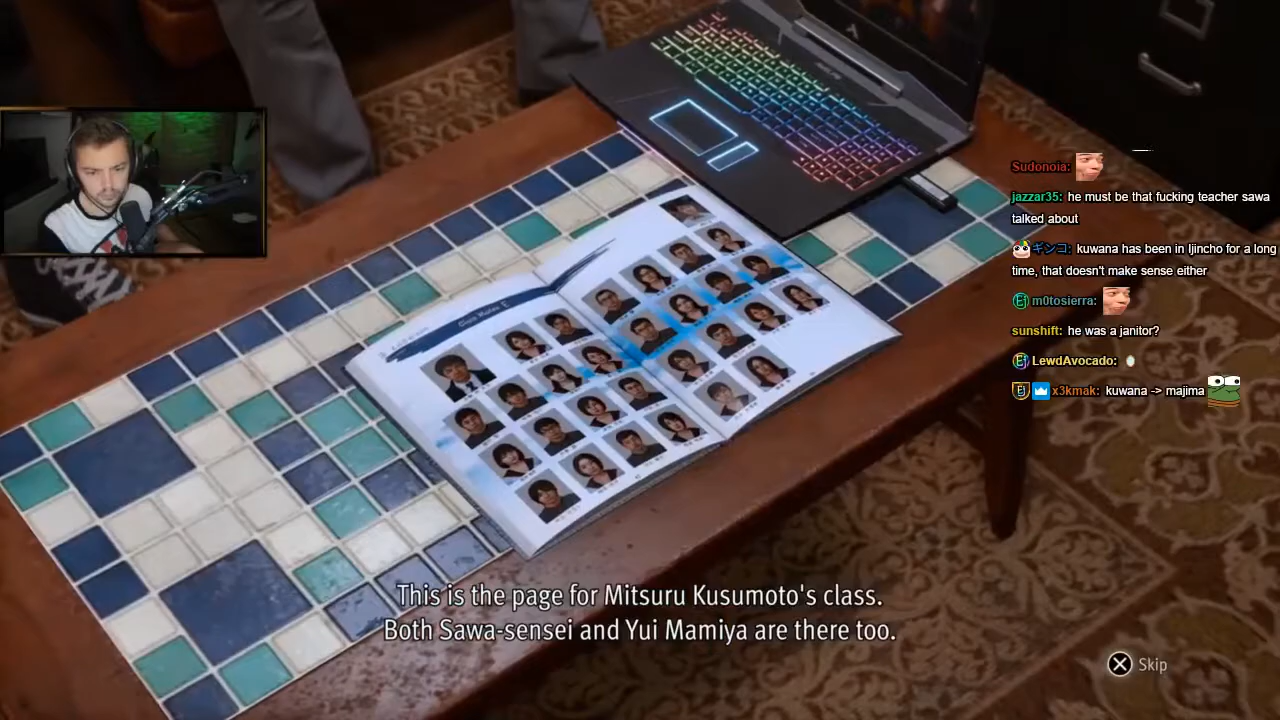 Sudonoia:
jazzar35: he must be that fucking teacher sawa
talked about
ギンコ: kuwana has been in Ijincho for a long
time, that doesn't make sense either
m0tosierra:
sunshift: he was a janitor?
LewdAvocado:
x3kmak: kuwana -> majima
This is the page for Mitsuru Kusumoto's class.
Both Sawa-sensei and Yui Mamiya are there too.
Skip